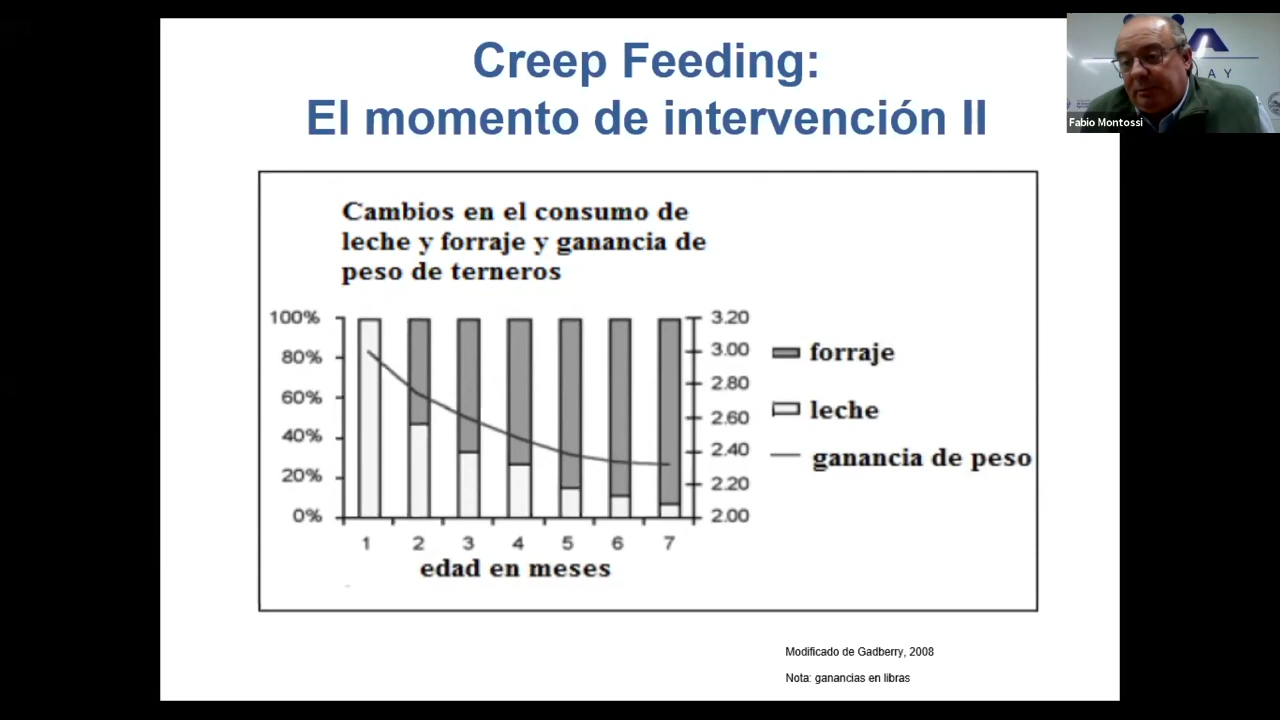 Creep Feeding:
El momento de intervención II
A
AY
Fabio Montossi
Cambios en el consumo de
leche y forraje y ganancia de
peso de terneros
100%
80%
60%
40%
20%
0%
3.20
3.00
2.80
2.60
2.40
2.20
2.00
1 2 3 4 5 6 7
edad en meses
forraje
leche
ganancia de peso
Modificado de Gadberry, 2008
Nota: ganancias en libras